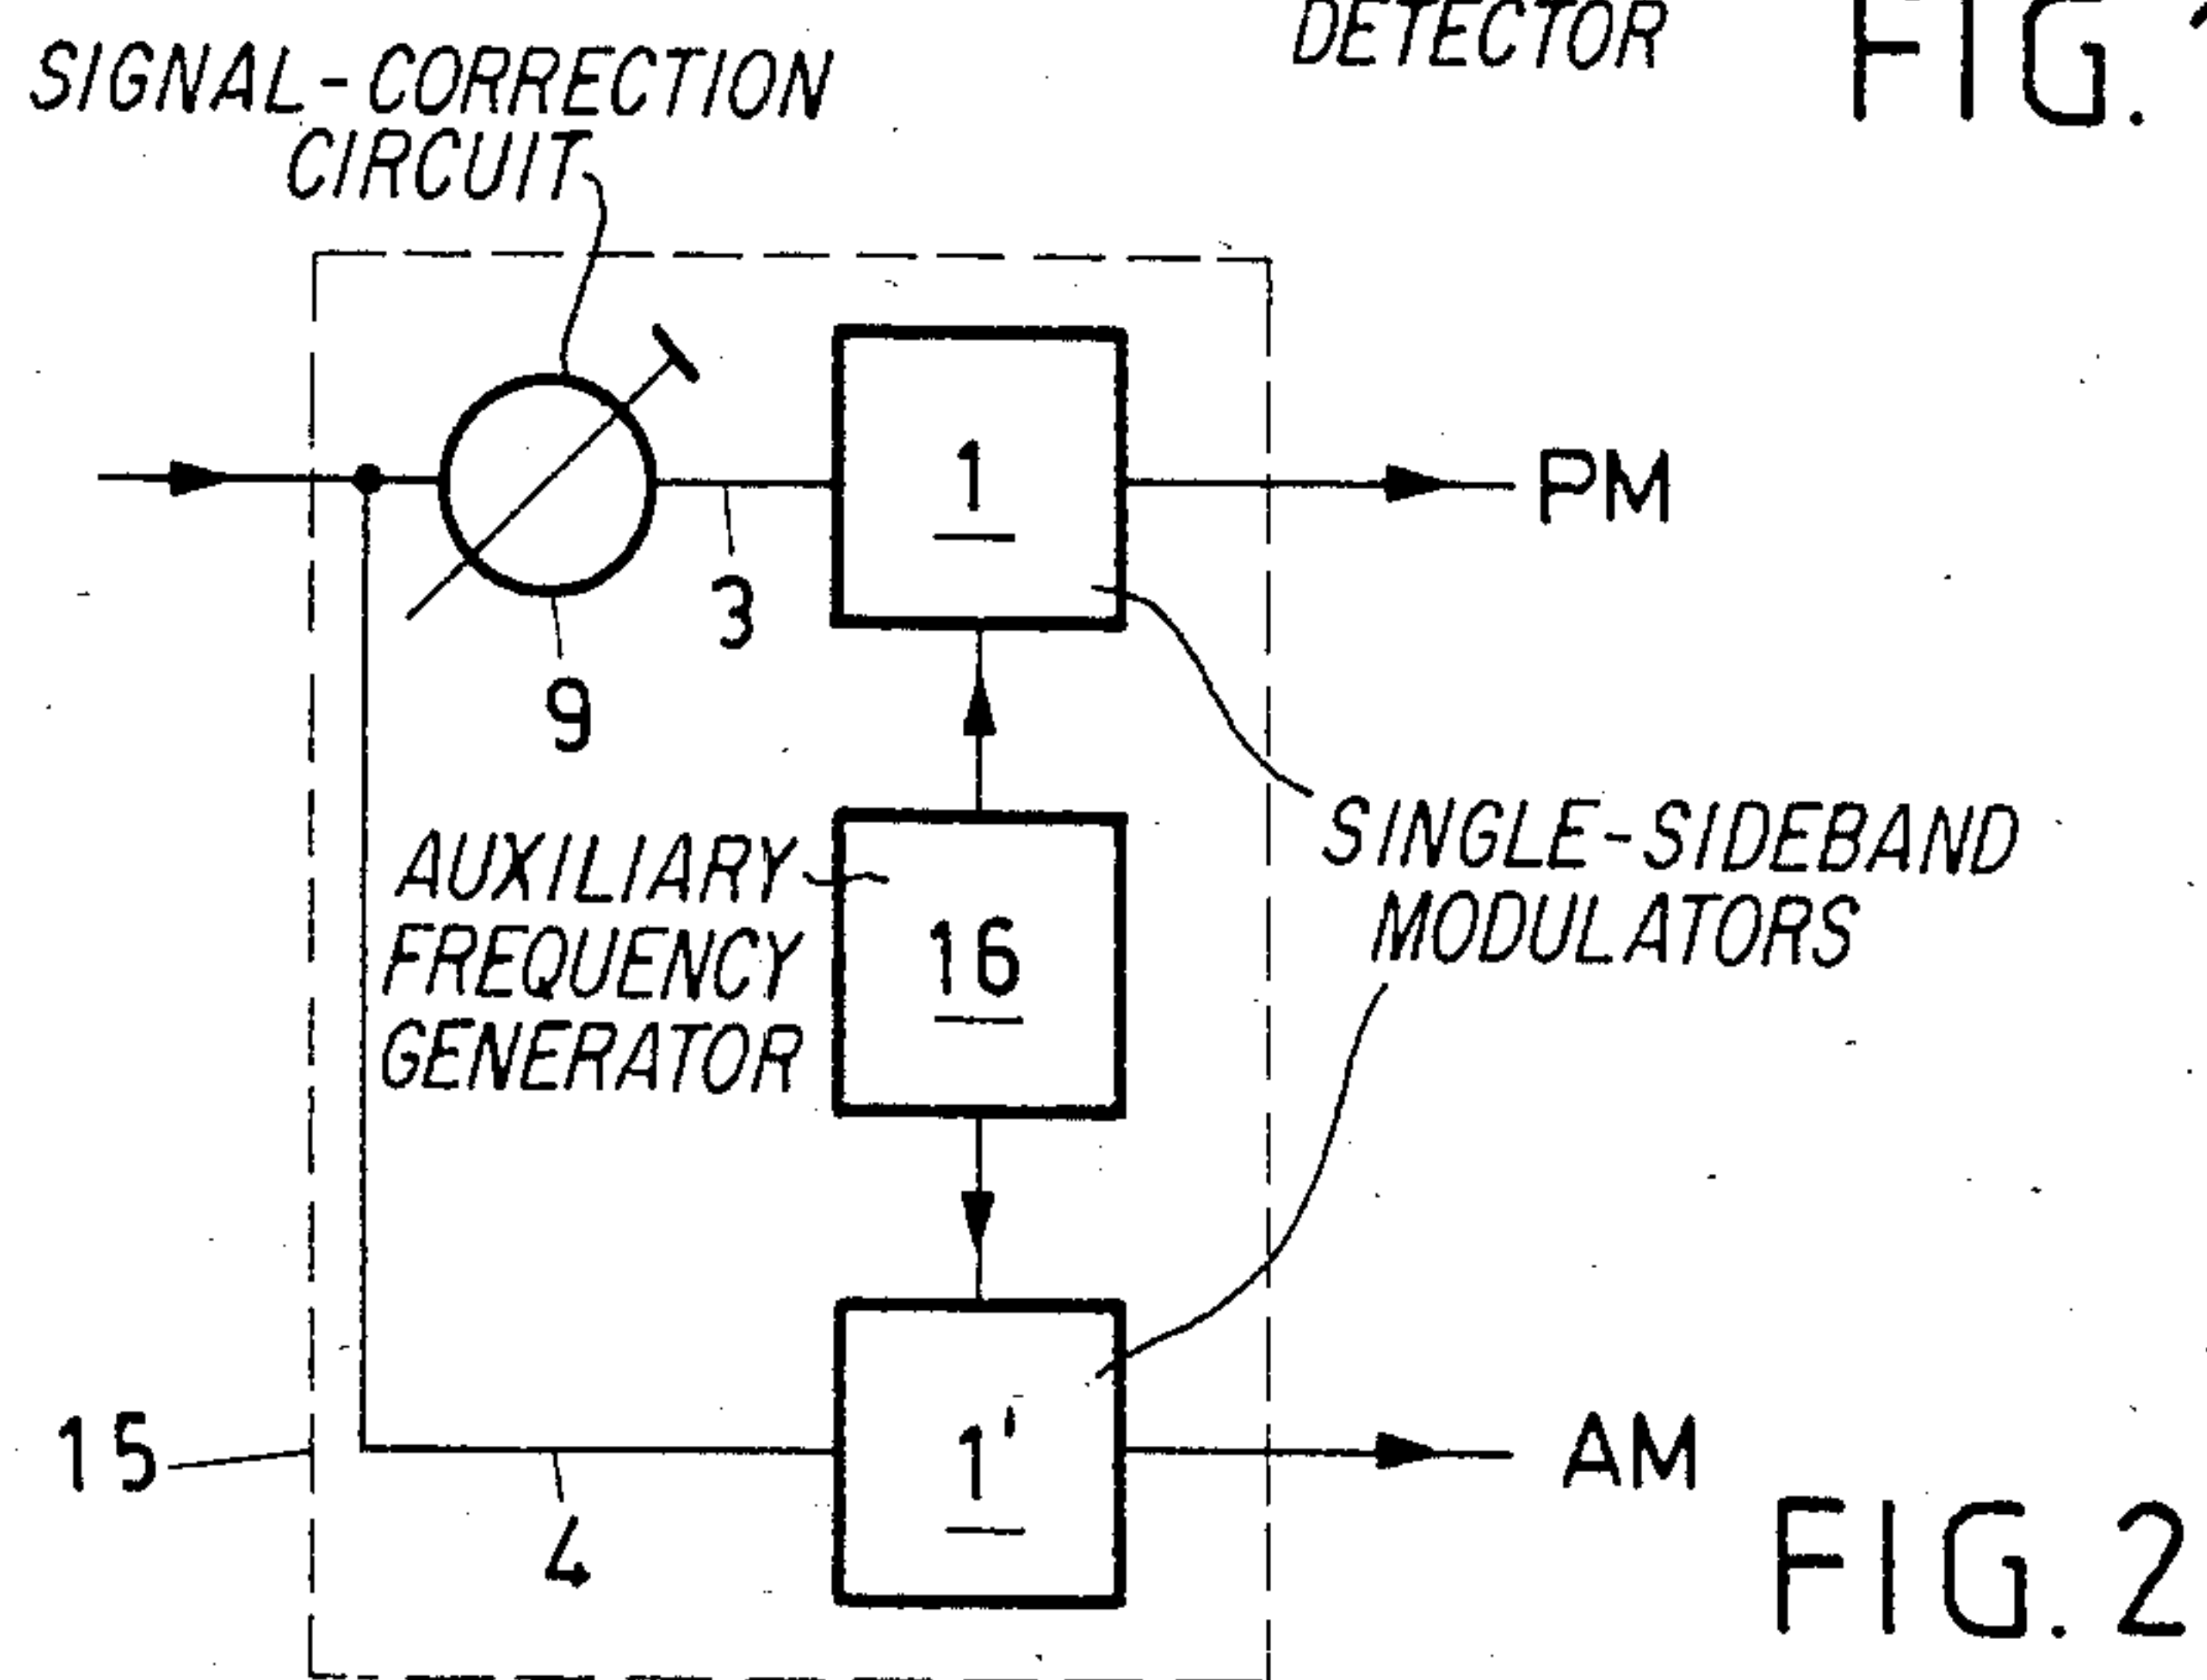 DETECTOR
FIG.
SIGNAL-CORRECTION
CIRCUIT
1
PM
3
9
AUXILIARY
FREQUENCY
GENERATOR
16
SINGLE-SIDEBAND
MODULATORS
15
1'
AM
4
FIG. 2